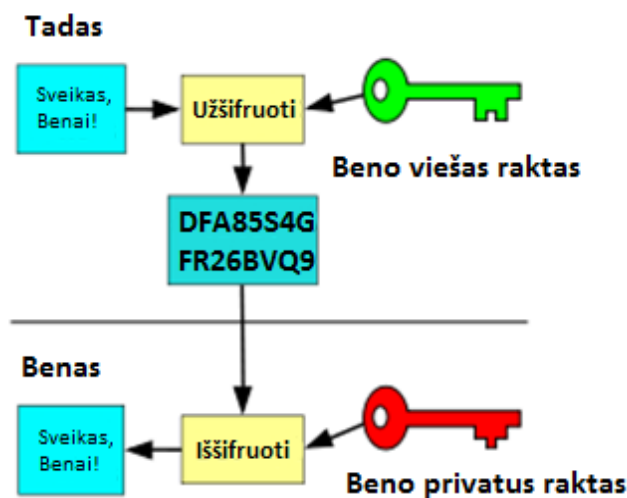 Tadas
Sveikas,
Benai!
Užšifruoti
Beno viešas raktas
DFA85S4G
FR26BVQ9
Benas
Sveikas,
Benai!
Iššifruoti
Beno privatus raktas